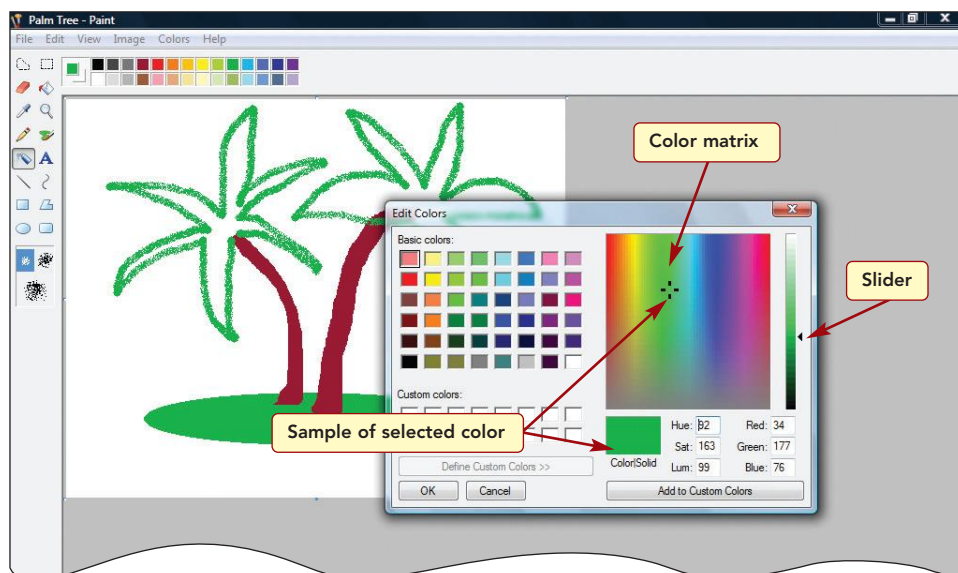 Palm Tree - Paint
File Edit View Image Colors Help
A
Color matrix
Edit Colors
Basic colors:
Slider
Custom colors:
Sample of selected color
Hue: 92 Red: 34
Sat: 163 Green: 177
Color|Solid Lum: 99 Blue: 76
Define Custom Colors >>
OK Cancel Add to Custom Colors